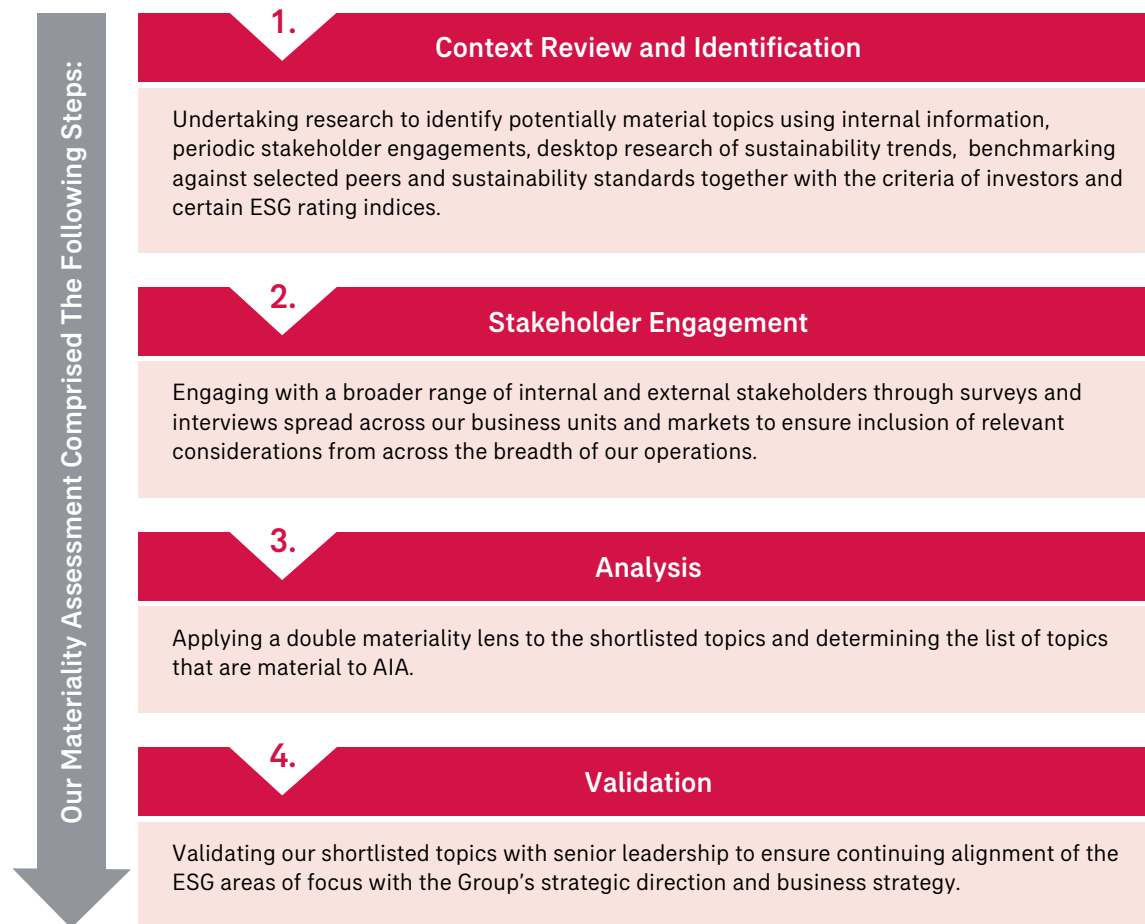 Our Materiality Assessment Comprised The Following Steps:
1.
Context Review and Identification
Undertaking research to identify potentially material topics using internal information,
periodic stakeholder engagements, desktop research of sustainability trends, benchmarking
against selected peers and sustainability standards together with the criteria of investors and
certain ESG rating indices.
2.
Stakeholder Engagement
Engaging with a broader range of internal and external stakeholders through surveys and
interviews spread across our business units and markets to ensure inclusion of relevant
considerations from across the breadth of our operations.
3.
Analysis
Applying a double materiality lens to the shortlisted topics and determining the list of topics
that are material to AIA.
4.
Validation
Validating our shortlisted topics with senior leadership to ensure continuing alignment of the
ESG areas of focus with the Group's strategic direction and business strategy.